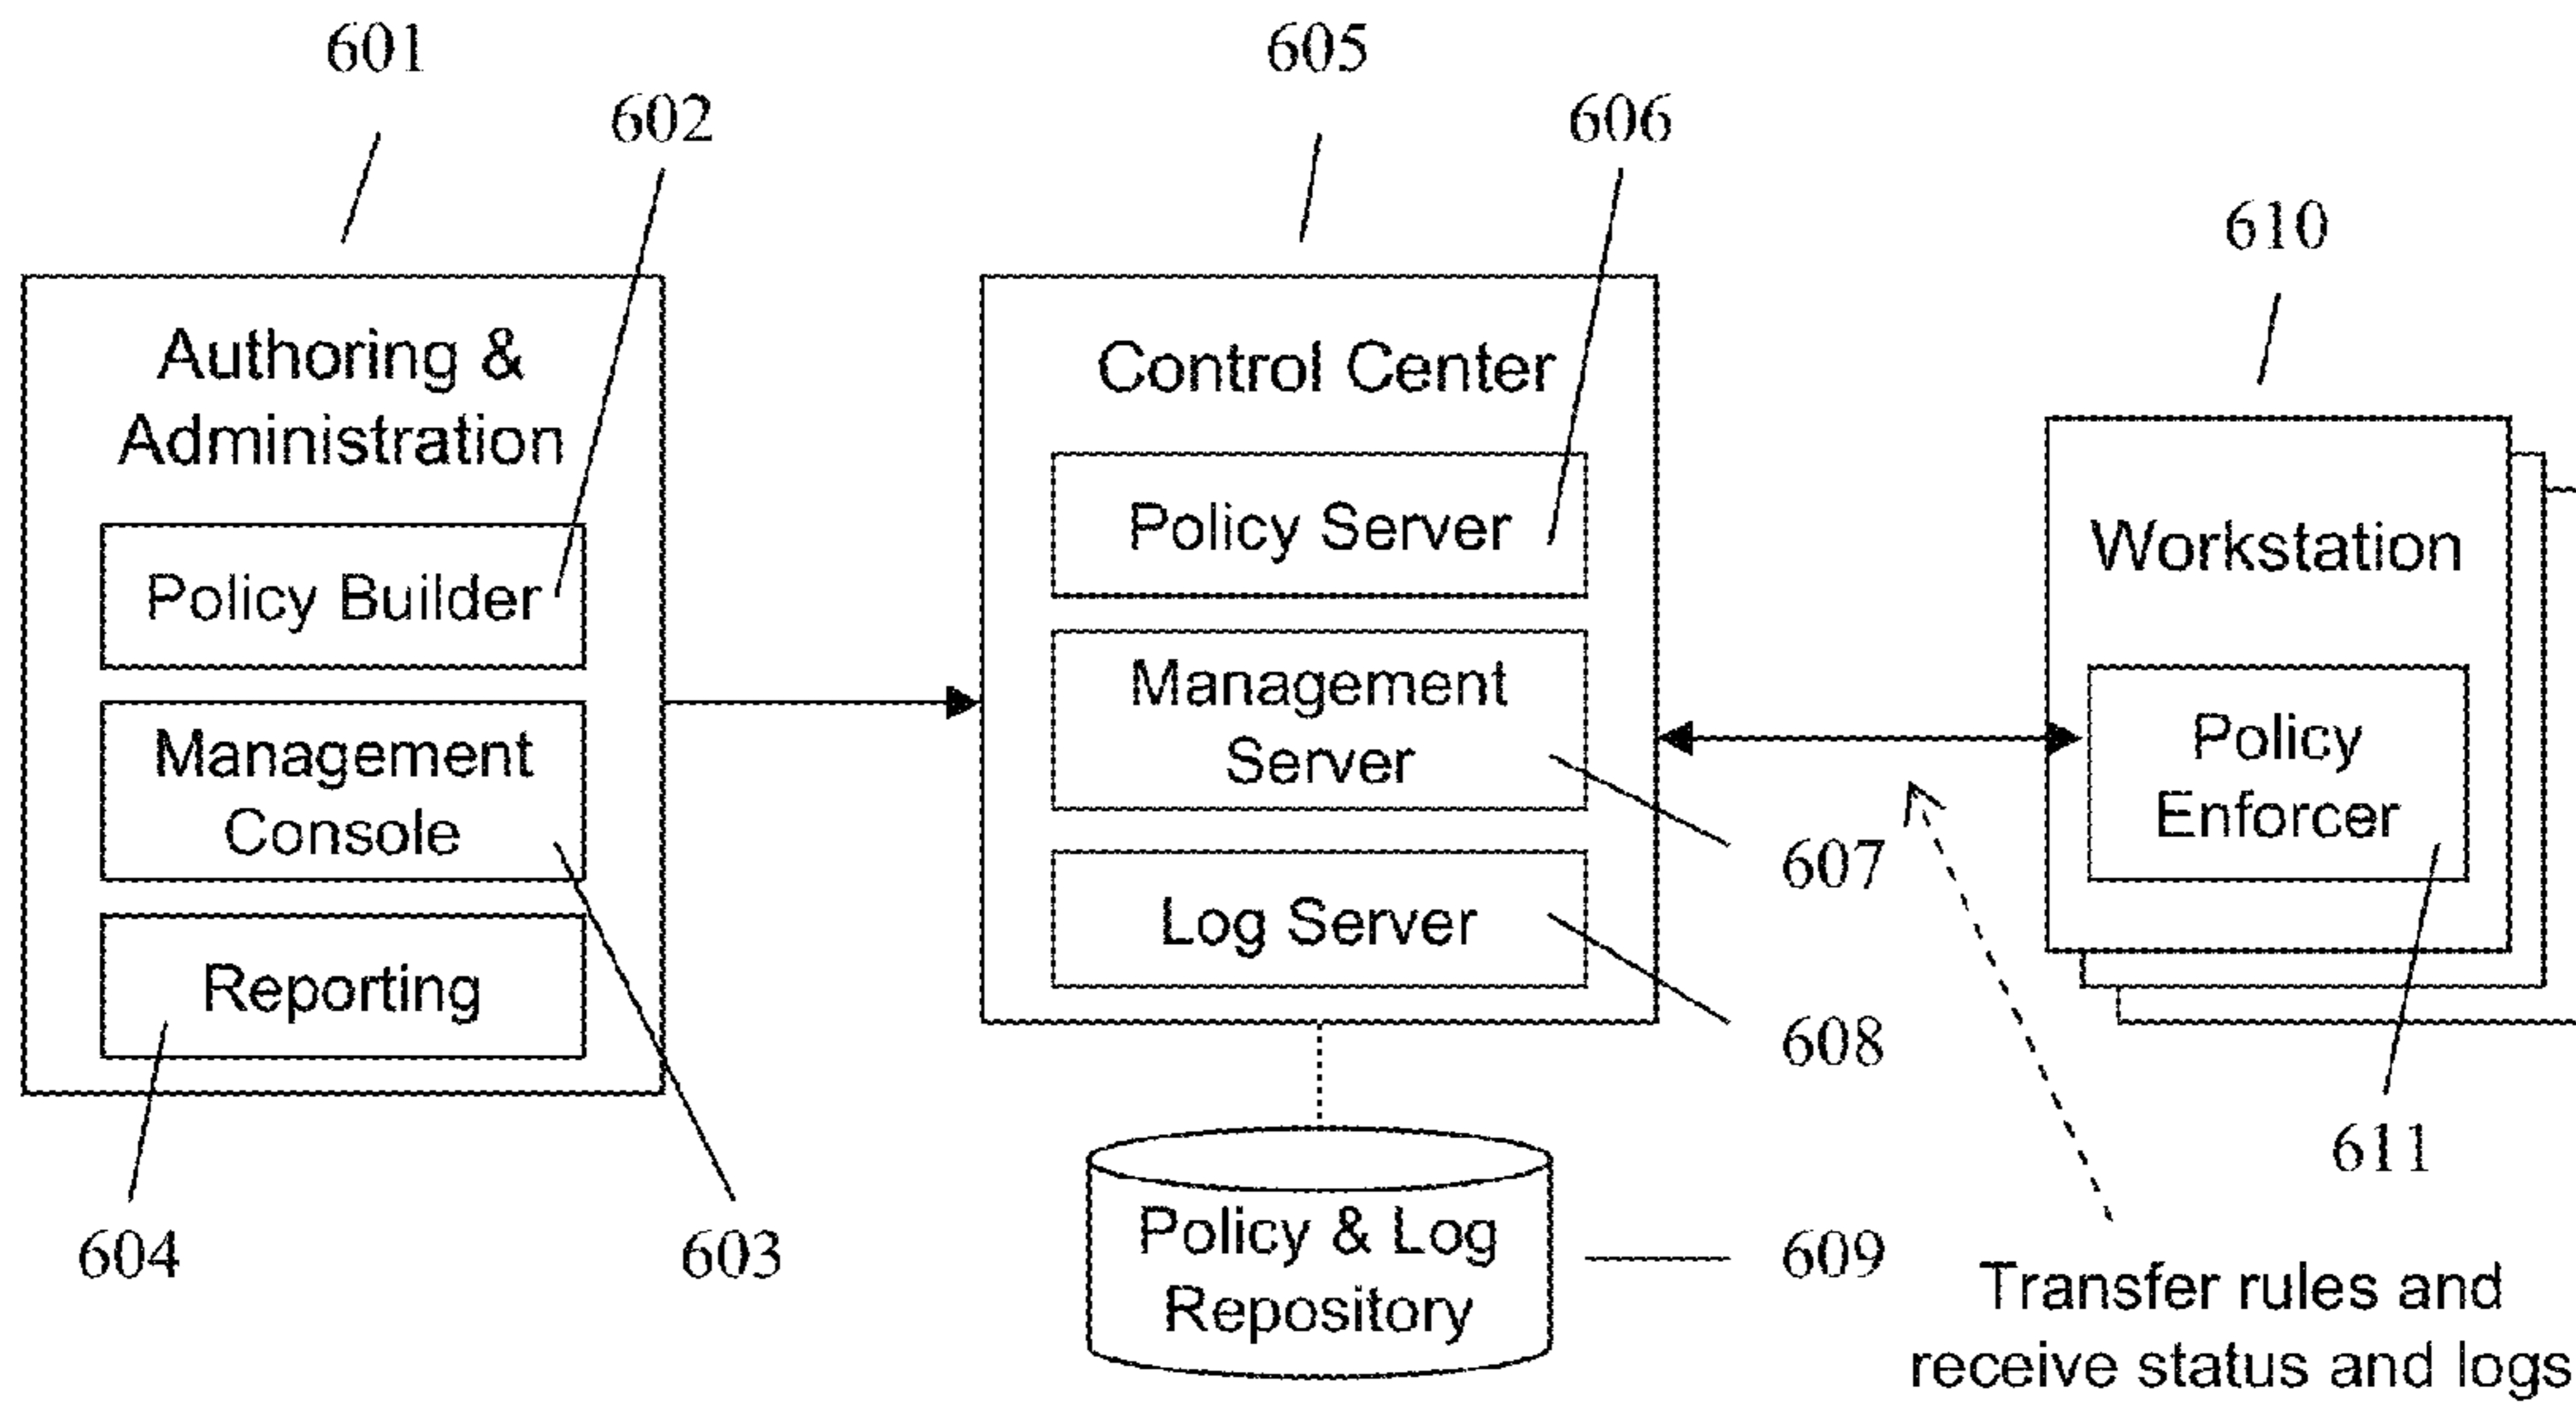 601
605
602
606
610
Authoring &
Administration
Control Center
Policy Server
Workstation
Policy Builder
Management
Server
Policy
Enforcer
Management
Console
607
Log Server
Reporting
608
611
604
603
Policy & Log
Repository
609
Transfer rules and
receive status and logs